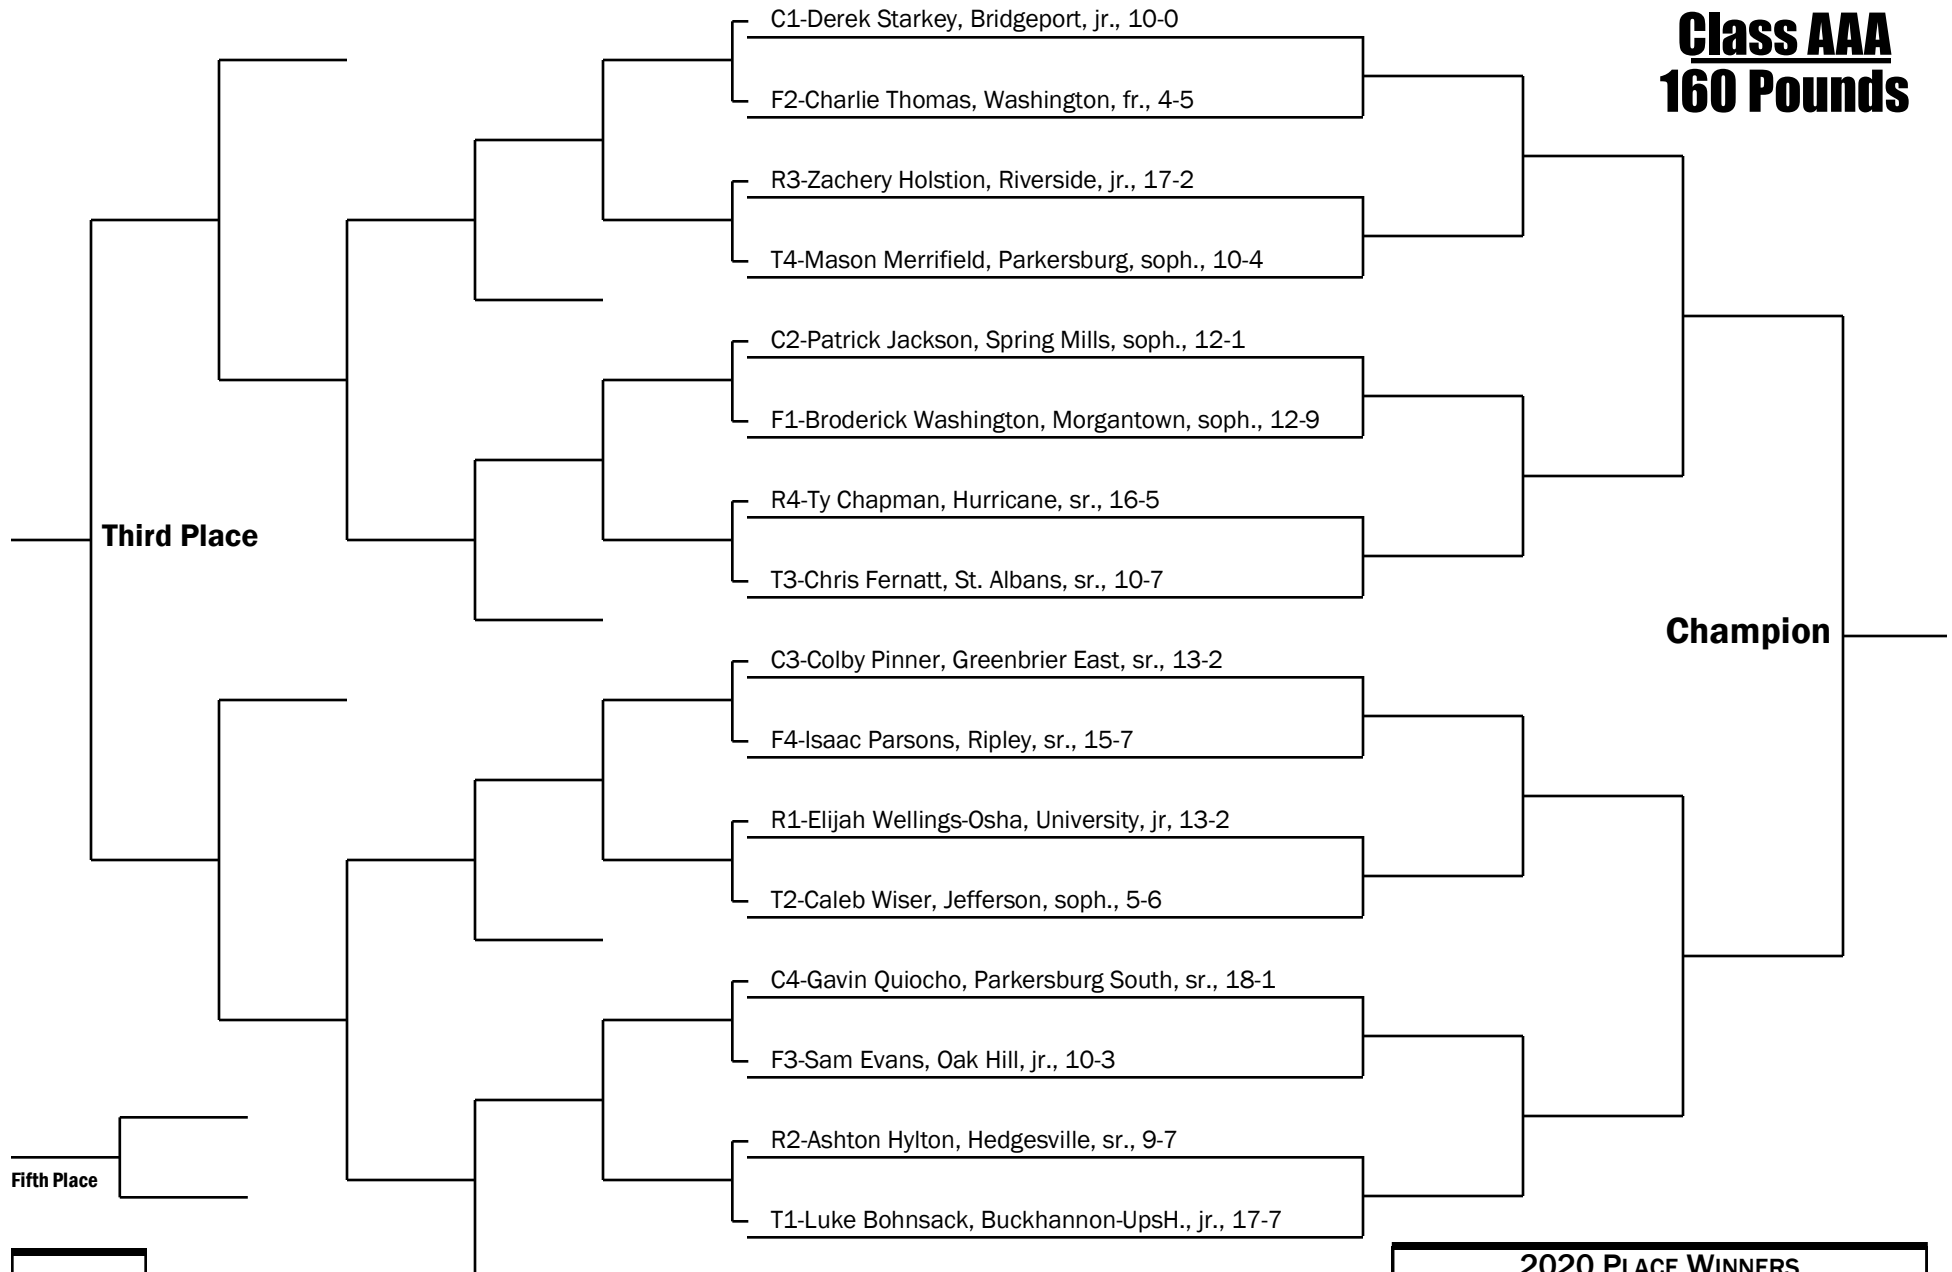 Class AAA
160 Pounds
C1-Derek Starkey, Bridgeport, jr., 10-0
F2-Charlie Thomas, Washington, fr., 4-5
R3-Zachery Holstion, Riverside, jr., 17-2
T4-Mason Merrifield, Parkersburg, soph., 10-4
C2-Patrick Jackson, Spring Mills, soph., 12-1
F1-Broderick Washington, Morgantown, soph., 12-9
R4-Ty Chapman, Hurricane, sr., 16-5
Third Place
T3-Chris Fernatt, St. Albans, sr., 10-7
Champion
C3-Colby Pinner, Greenbrier East, sr., 13-2
F4-Isaac Parsons, Ripley, sr., 15-7
R1-Elijah Wellings-Osha, University, jr, 13-2
T2-Caleb Wiser, Jefferson, soph., 5-6
C4-Gavin Quiocho, Parkersburg South, sr., 18-1
F3-Sam Evans, Oak Hill, jr., 10-3
R2-Ashton Hylton, Hedgesville, sr., 9-7
Fifth Place
T1-Luke Bohnsack, Buckhannon-UpsH., jr., 17-7
2020 PLACE WINNERS